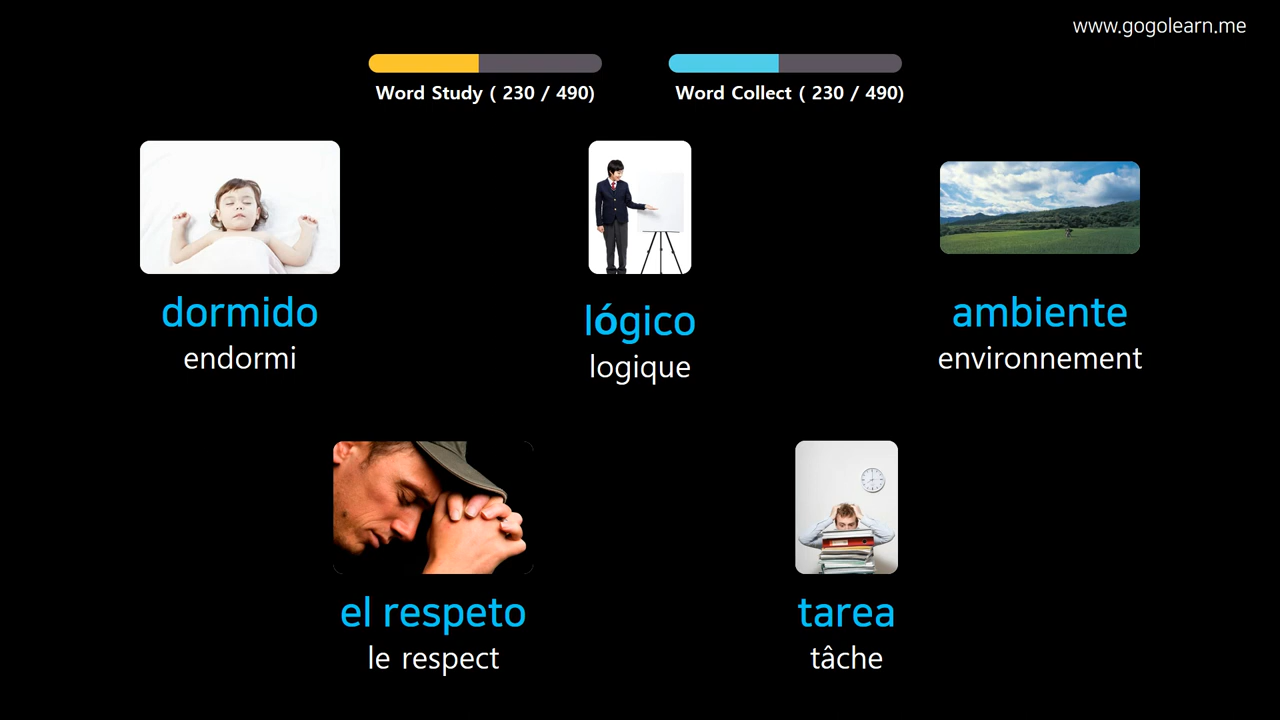 www.gogolearn.me
Word Study ( 230 / 490)
Word Collect ( 230 / 490)
dormido
endormi
lógico
logique
ambiente
environnement
el respeto
le respect
tarea
tâche